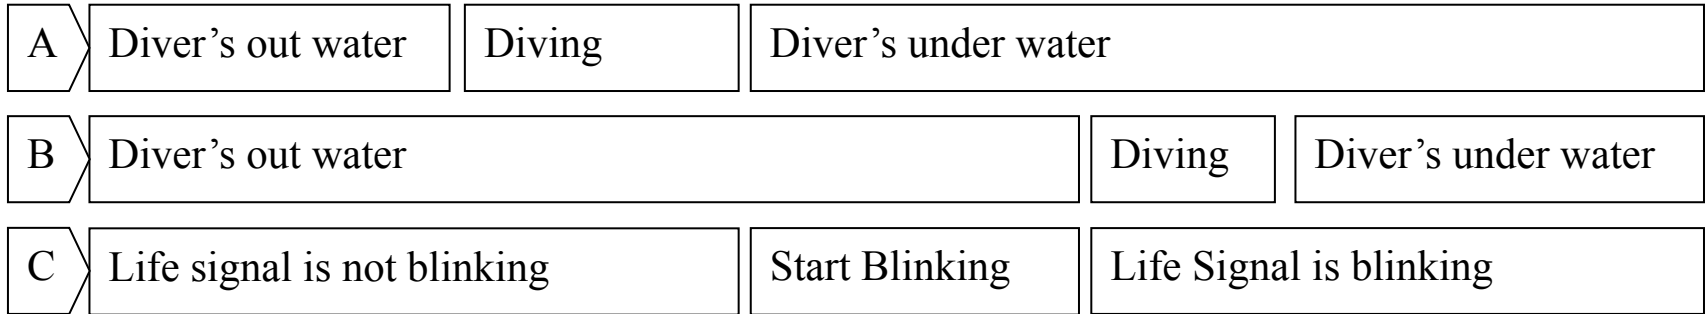 A Diver’s out water Diving Diver’s under water
B Diver’s out water Diving Diver’s under water
C Life signal is not blinking Start Blinking Life Signal is blinking